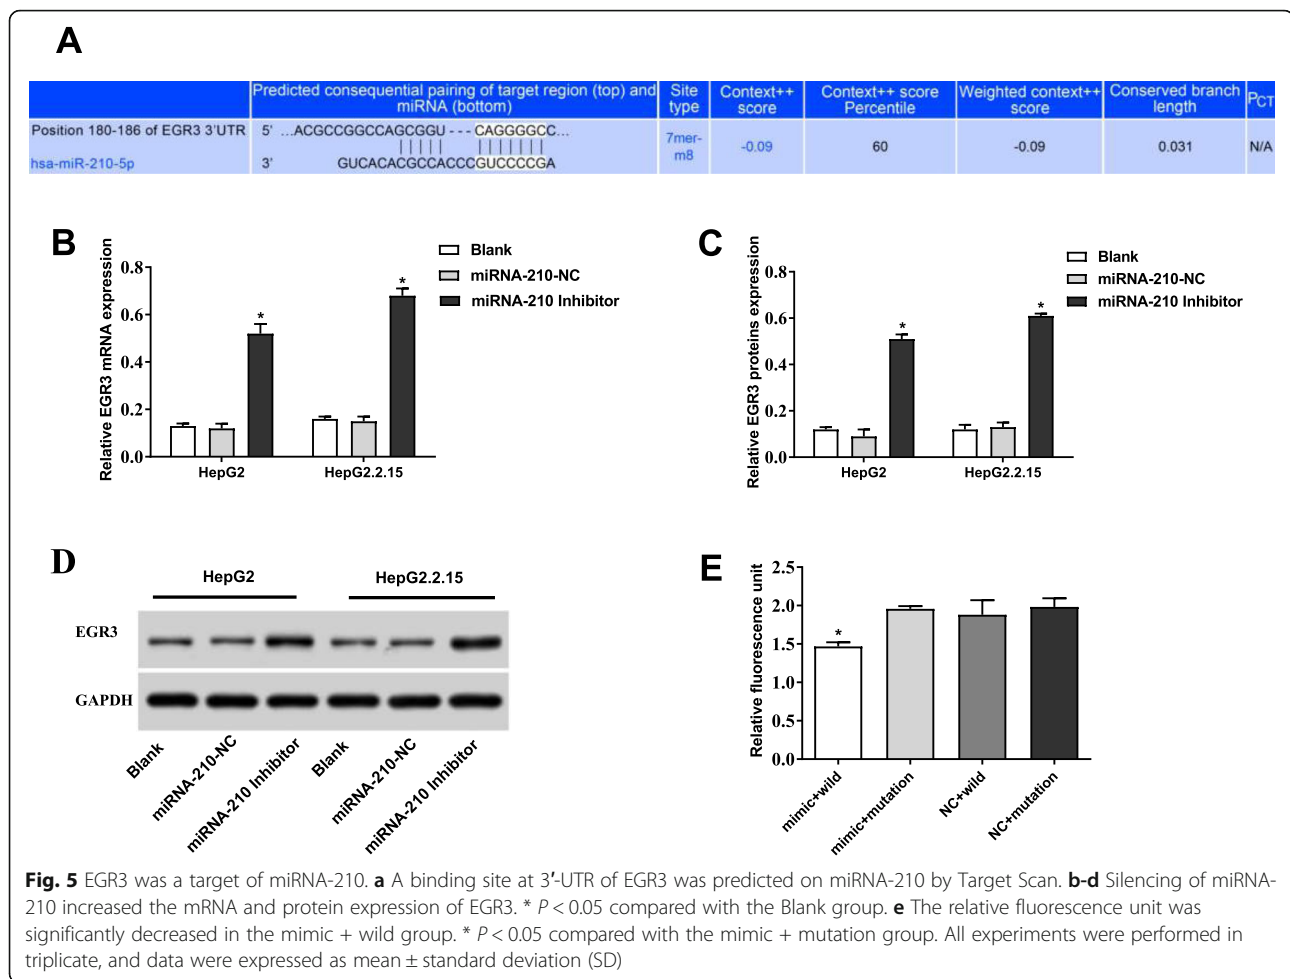 A
Predicted consequential pairing of target region (top) and miRNA (bottom)
Site type
Context++ score
Context++ score Percentile
Weighted context++ score
Conserved branch length
PCT
Position 180-186 of EGR3 3'UTR 5' ...ACGCCGGCCAGCGGU---CAGGGGCC...
hsa-miR-210-5p 3' GUCACACGCCACCCGUCCCCGA
7mer-m8
-0.09
60
-0.09
0.031
N/A
B
Relative EGR3 mRNA expression
0.8
0.6
0.4
0.2
0.0
*
*
HepG2
HepG2.2.15
Blank
miRNA-210-NC
miRNA-210 Inhibitor
C
Relative EGR3 proteins expression
0.8
0.6
0.4
0.2
0.0
*
*
HepG2
HepG2.2.15
Blank
miRNA-210-NC
miRNA-210 Inhibitor
D
HepG2
HepG2.2.15
EGR3
GAPDH
Blank
miRNA-210-NC
miRNA-210 Inhibitor
Blank
miRNA-210-NC
miRNA-210 Inhibitor
E
Relative fluorescence unit
2.5
2.0
1.5
1.0
0.5
0.0
*
mimic+wild
mimic+mutation
NC+wild
NC+mutation
Fig. 5 EGR3 was a target of miRNA-210. a A binding site at 3′-UTR of EGR3 was predicted on miRNA-210 by Target Scan. b-d Silencing of miRNA-
210 increased the mRNA and protein expression of EGR3. * P < 0.05 compared with the Blank group. e The relative fluorescence unit was
significantly decreased in the mimic + wild group. * P < 0.05 compared with the mimic + mutation group. All experiments were performed in
triplicate, and data were expressed as mean ± standard deviation (SD)